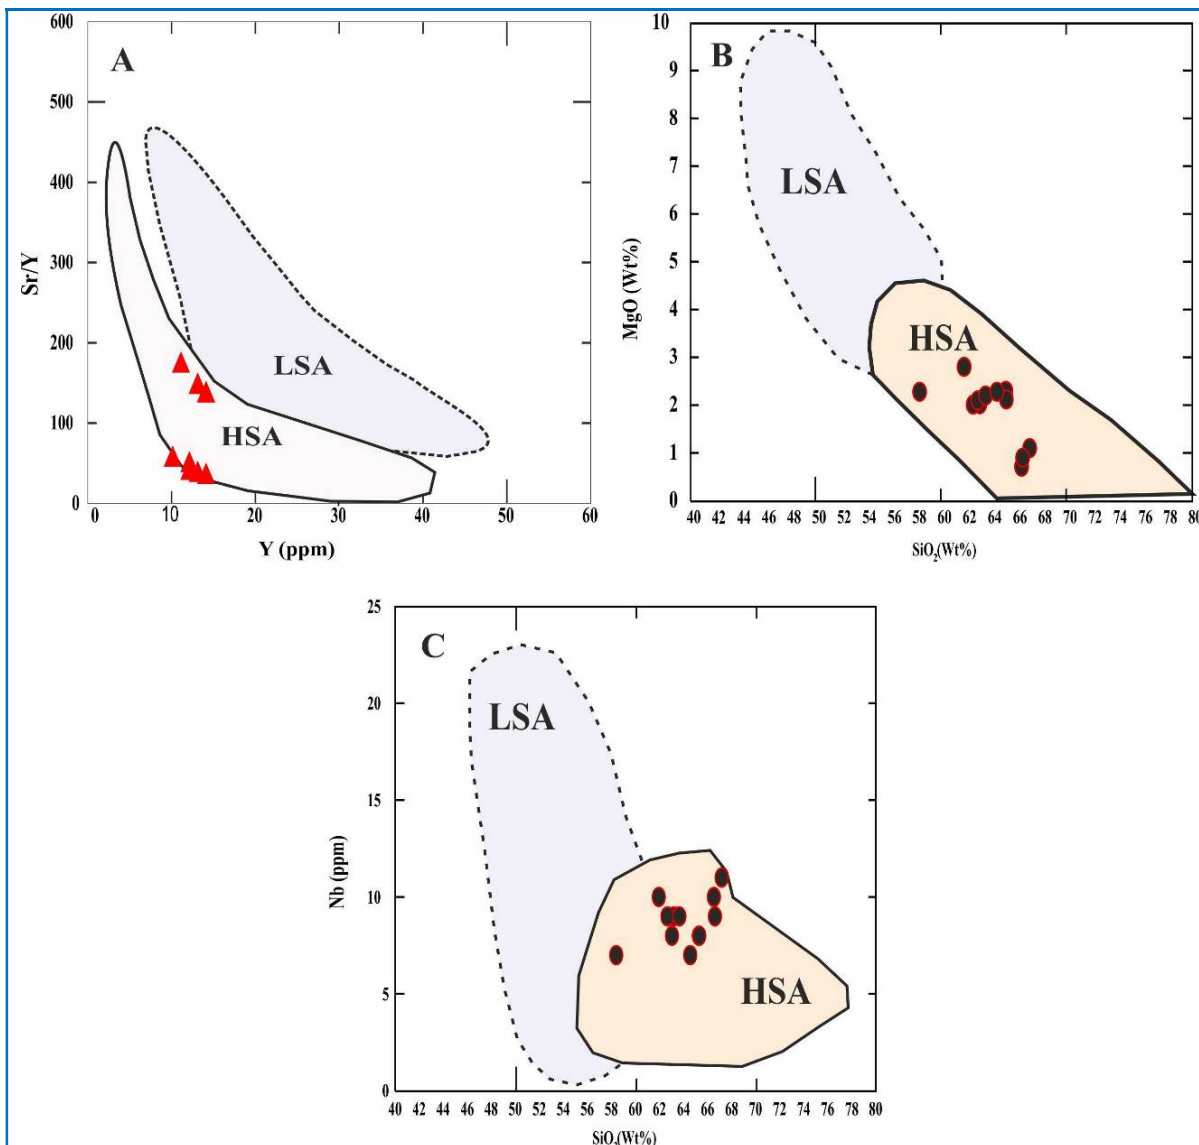 A
600
500
400
300
200
100
0
Sr/Y
LSA
HSA
0 10 20 30 40 50 60
Y (ppm)
B
10
9
8
7
6
5
4
3
2
1
0
MgO (Wt%)
LSA
HSA
40 42 44 46 48 50 52 54 56 58 60 62 64 66 70 72 74 76 78 80
SiO₂(Wt%)
C
25
20
15
10
5
0
Nb (ppm)
LSA
HSA
40 40 42 44 46 48 50 52 54 56 58 60 62 64 66 70 72 74 76 78 80
SiO₂(Wt%)